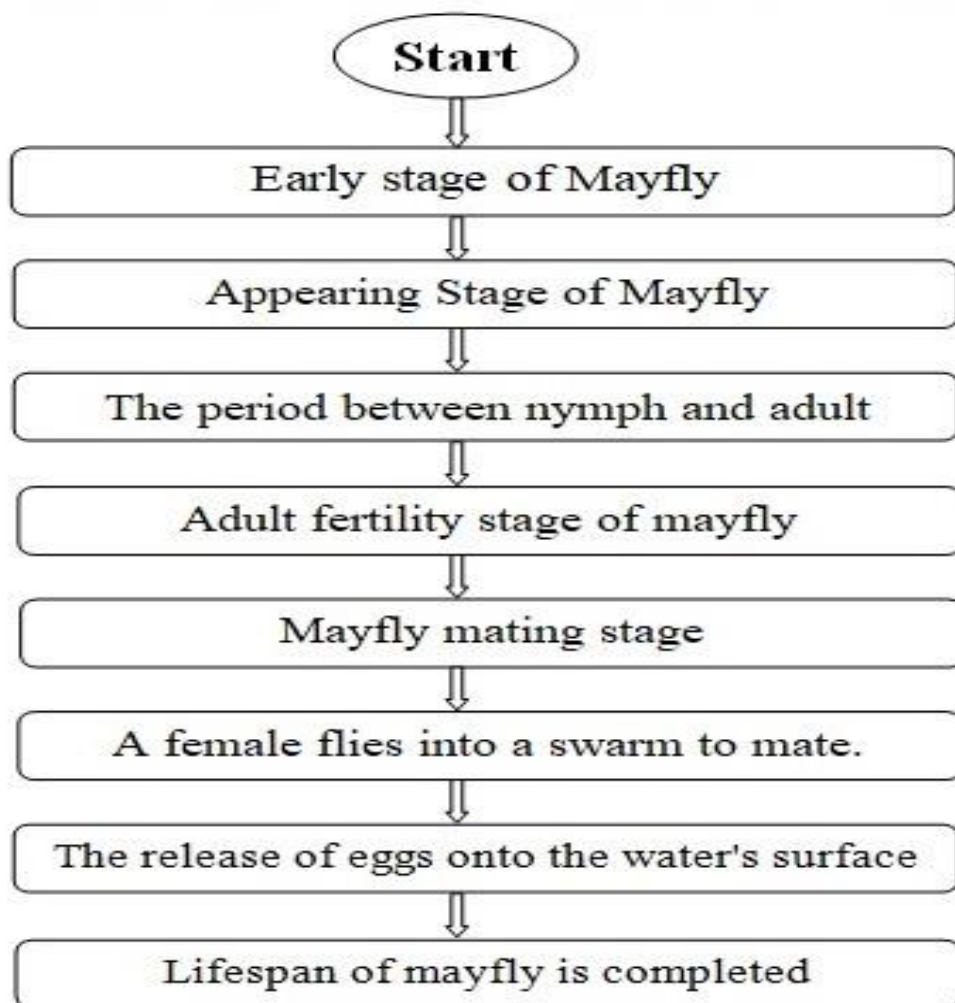 Start
Early stage of Mayfly
Appearing Stage of Mayfly
The period between nymph and adult
Adult fertility stage of mayfly
Mayfly mating stage
A female flies into a swarm to mate.
The release of eggs onto the water's surface
Lifespan of mayfly is completed